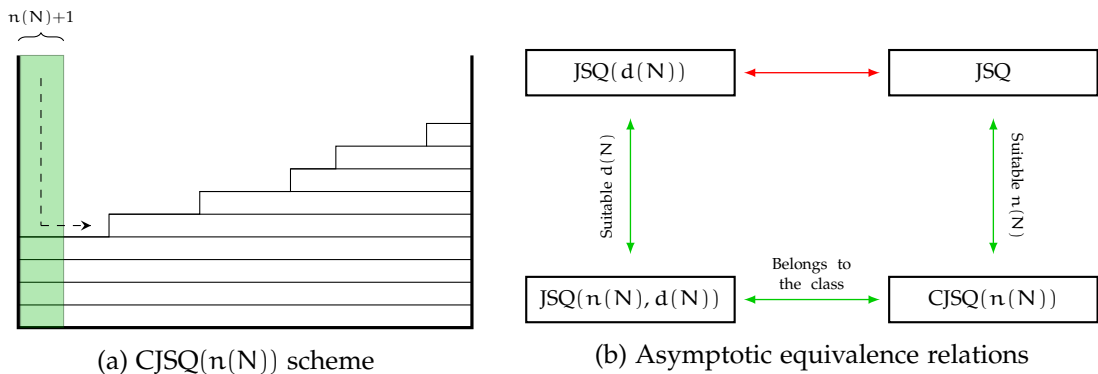 n(N)+1
(a) CJSQ(n(N)) scheme
JSQ(d(N))
JSQ
Suitable d(N)
Suitable n(N)
Belongs to
the class
JSQ(n(N), d(N))
CJSQ(n(N))
(b) Asymptotic equivalence relations